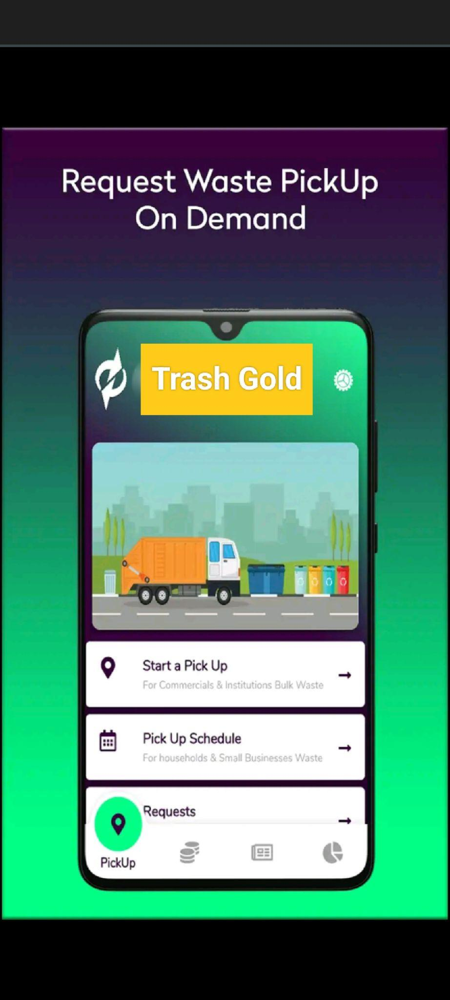 Request Waste PickUp
On Demand
Trash Gold
Start a Pick Up
For Commercials & Institutions Bulk Waste
Pick Up Schedule
For households & Small Businesses Waste
Requests
PickUp